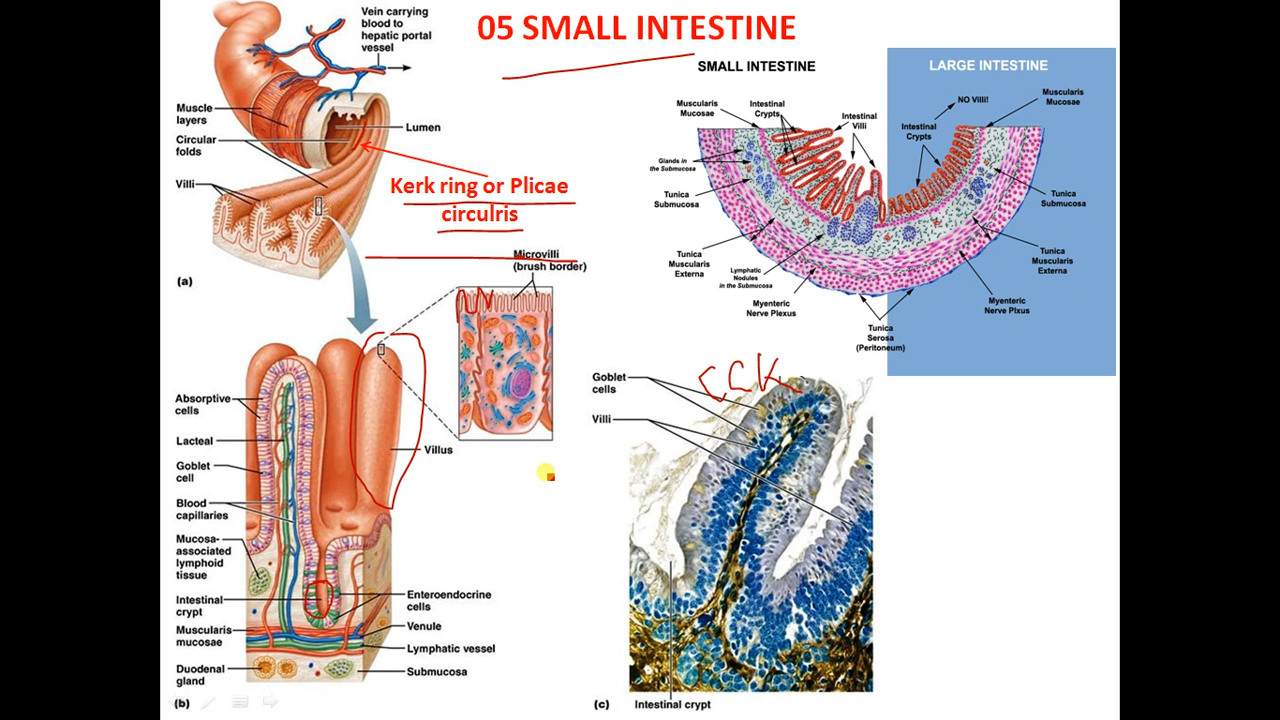 05 SMALL INTESTINE
Vein carrying
blood to
hepatic portal
vessel
Muscle
layers
Circular
folds
Villi
Lumen
Kerk ring or Plicae
circulris
(a)
Microvilli
(brush border)
SMALL INTESTINE
LARGE INTESTINE
Muscularis
Mucosae
Intestinal
Crypts
Intestinal
Villi
Glands in
the Submucosa
Tunica
Submucosa
Tunica
Muscularis
Externa
Lymphatic
Nodules
in the Submucosa
Myenteric
Nerve Plexus
Tunica
Serosa
(Peritoneum)
NO Villi!
Intestinal
Crypts
Muscularis
Mucosae
Tunica
Submucosa
Tunica
Muscularis
Externa
Myenteric
Nerve Plxus
Absorptive
cells
Lacteal
Goblet
cell
Blood
capillaries
Mucosa-
associated
lymphoid
tissue
Intestinal
crypt
Muscularis
mucosae
Duodenal
gland
Villus
Enteroendocrine
cells
Venule
Lymphatic vessel
Submucosa
(b)
CCK
Goblet
cells
Villi
(c)
Intestinal crypt